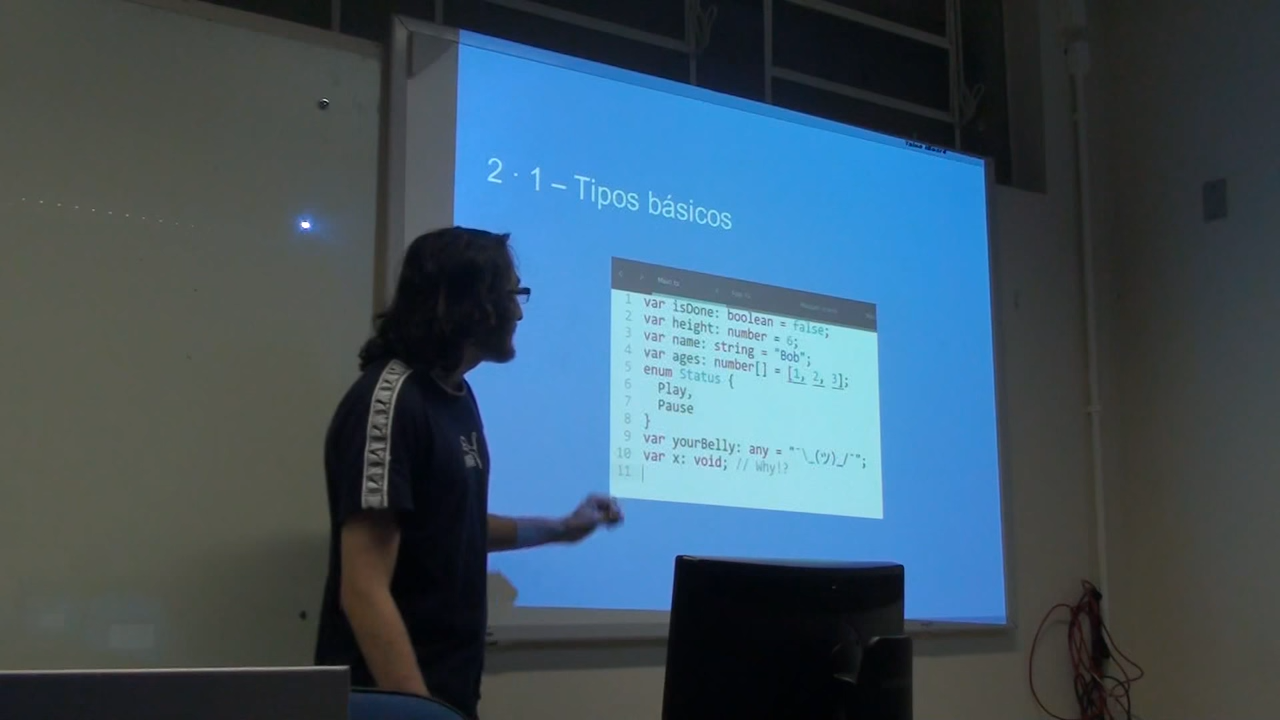 2 · 1 – Tipos básicos
Main.ts
1 var isDone: boolean = false;
2 var height: number = 6;
3 var name: string = "Bob";
4 var ages: number[] = [1, 2, 3];
5 enum Status {
6 Play,
7 Pause
8 }
9 var yourBelly: any = "¯\_(ツ)_/¯";
10 var x: void; // Why!?
11